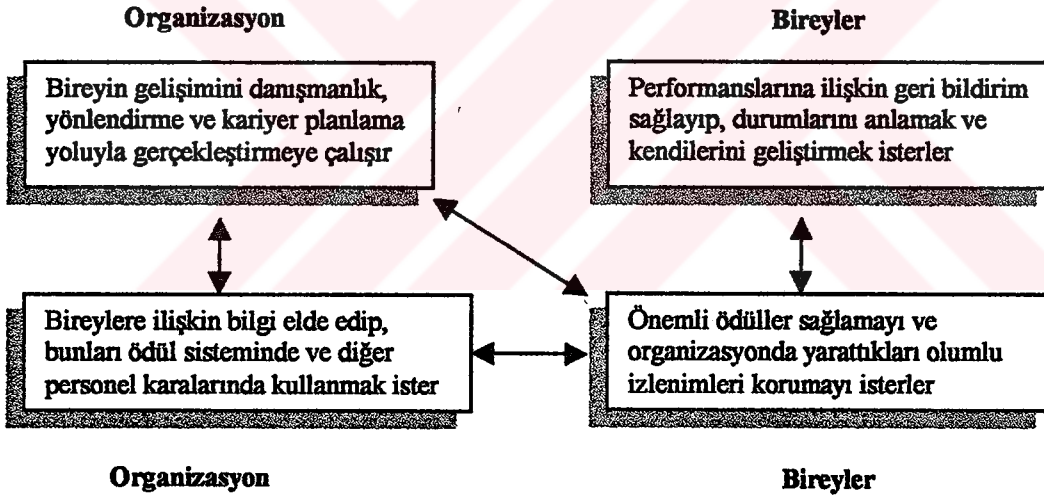 Organizasyon
Bireyler
Bireyin gelişimini danışmanlık,
yönlendirme ve kariyer planlama
yoluyla gerçekleştirmeye çalışır
Performanslarına ilişkin geri bildirim
sağlayıp, durumlarını anlamak ve
kendilerini geliştirmek isterler
Bireylere ilişkin bilgi elde edip,
bunları ödül sisteminde ve diğer
personel karalarında kullanmak ister
Önemli ödüller sağlamayı ve
organizasyonda yarattıkları olumlu
izlenimleri korumayı isterler
Organizasyon
Bireyler